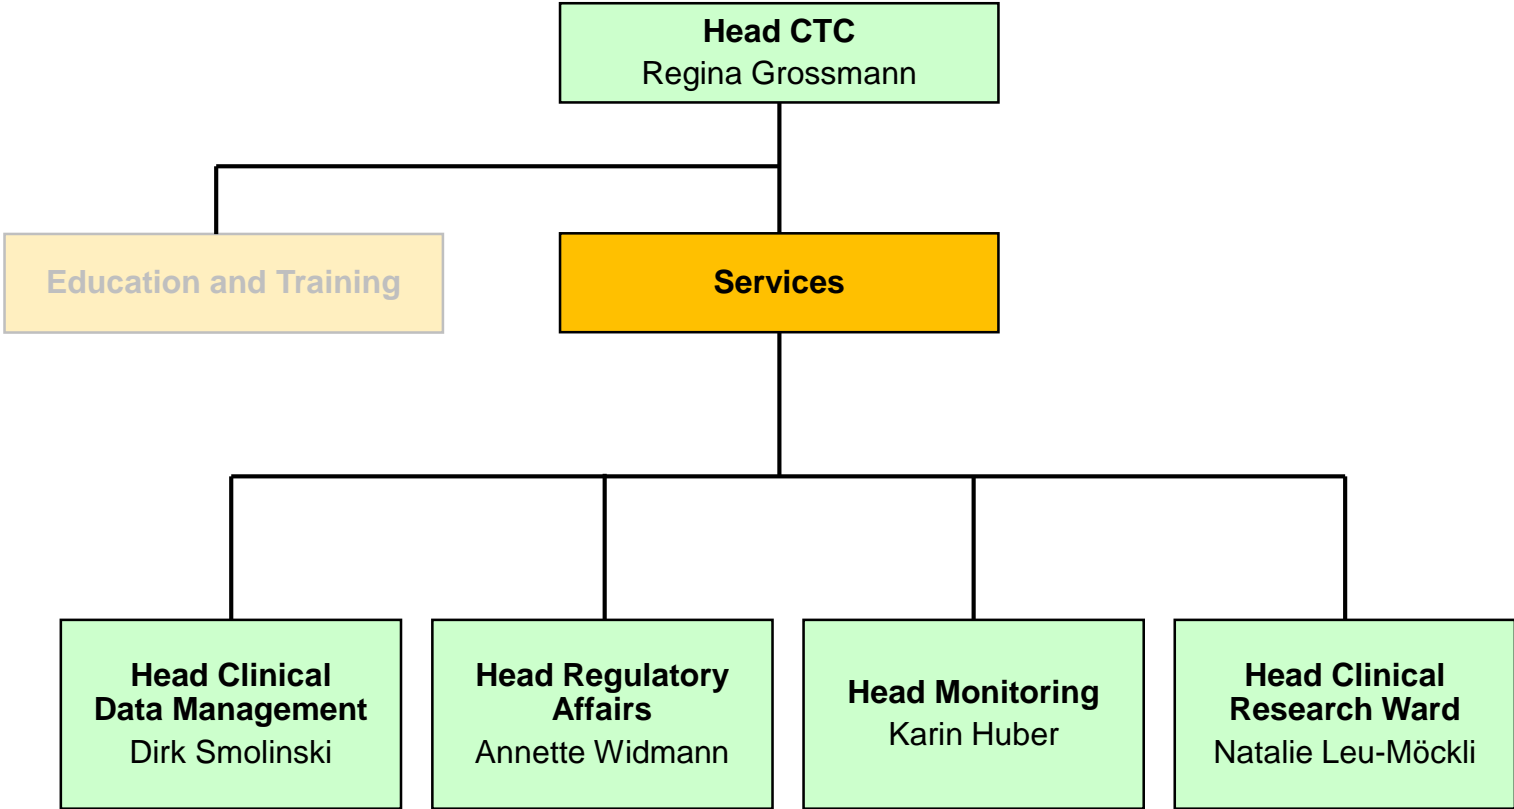 Head CTC
Regina Grossmann
Education and Training
Services
Head Clinical
Data Management
Dirk Smolinski
Head Regulatory
Affairs
Annette Widmann
Head Monitoring
Karin Huber
Head Clinical
Research Ward
Natalie Leu-Möckli